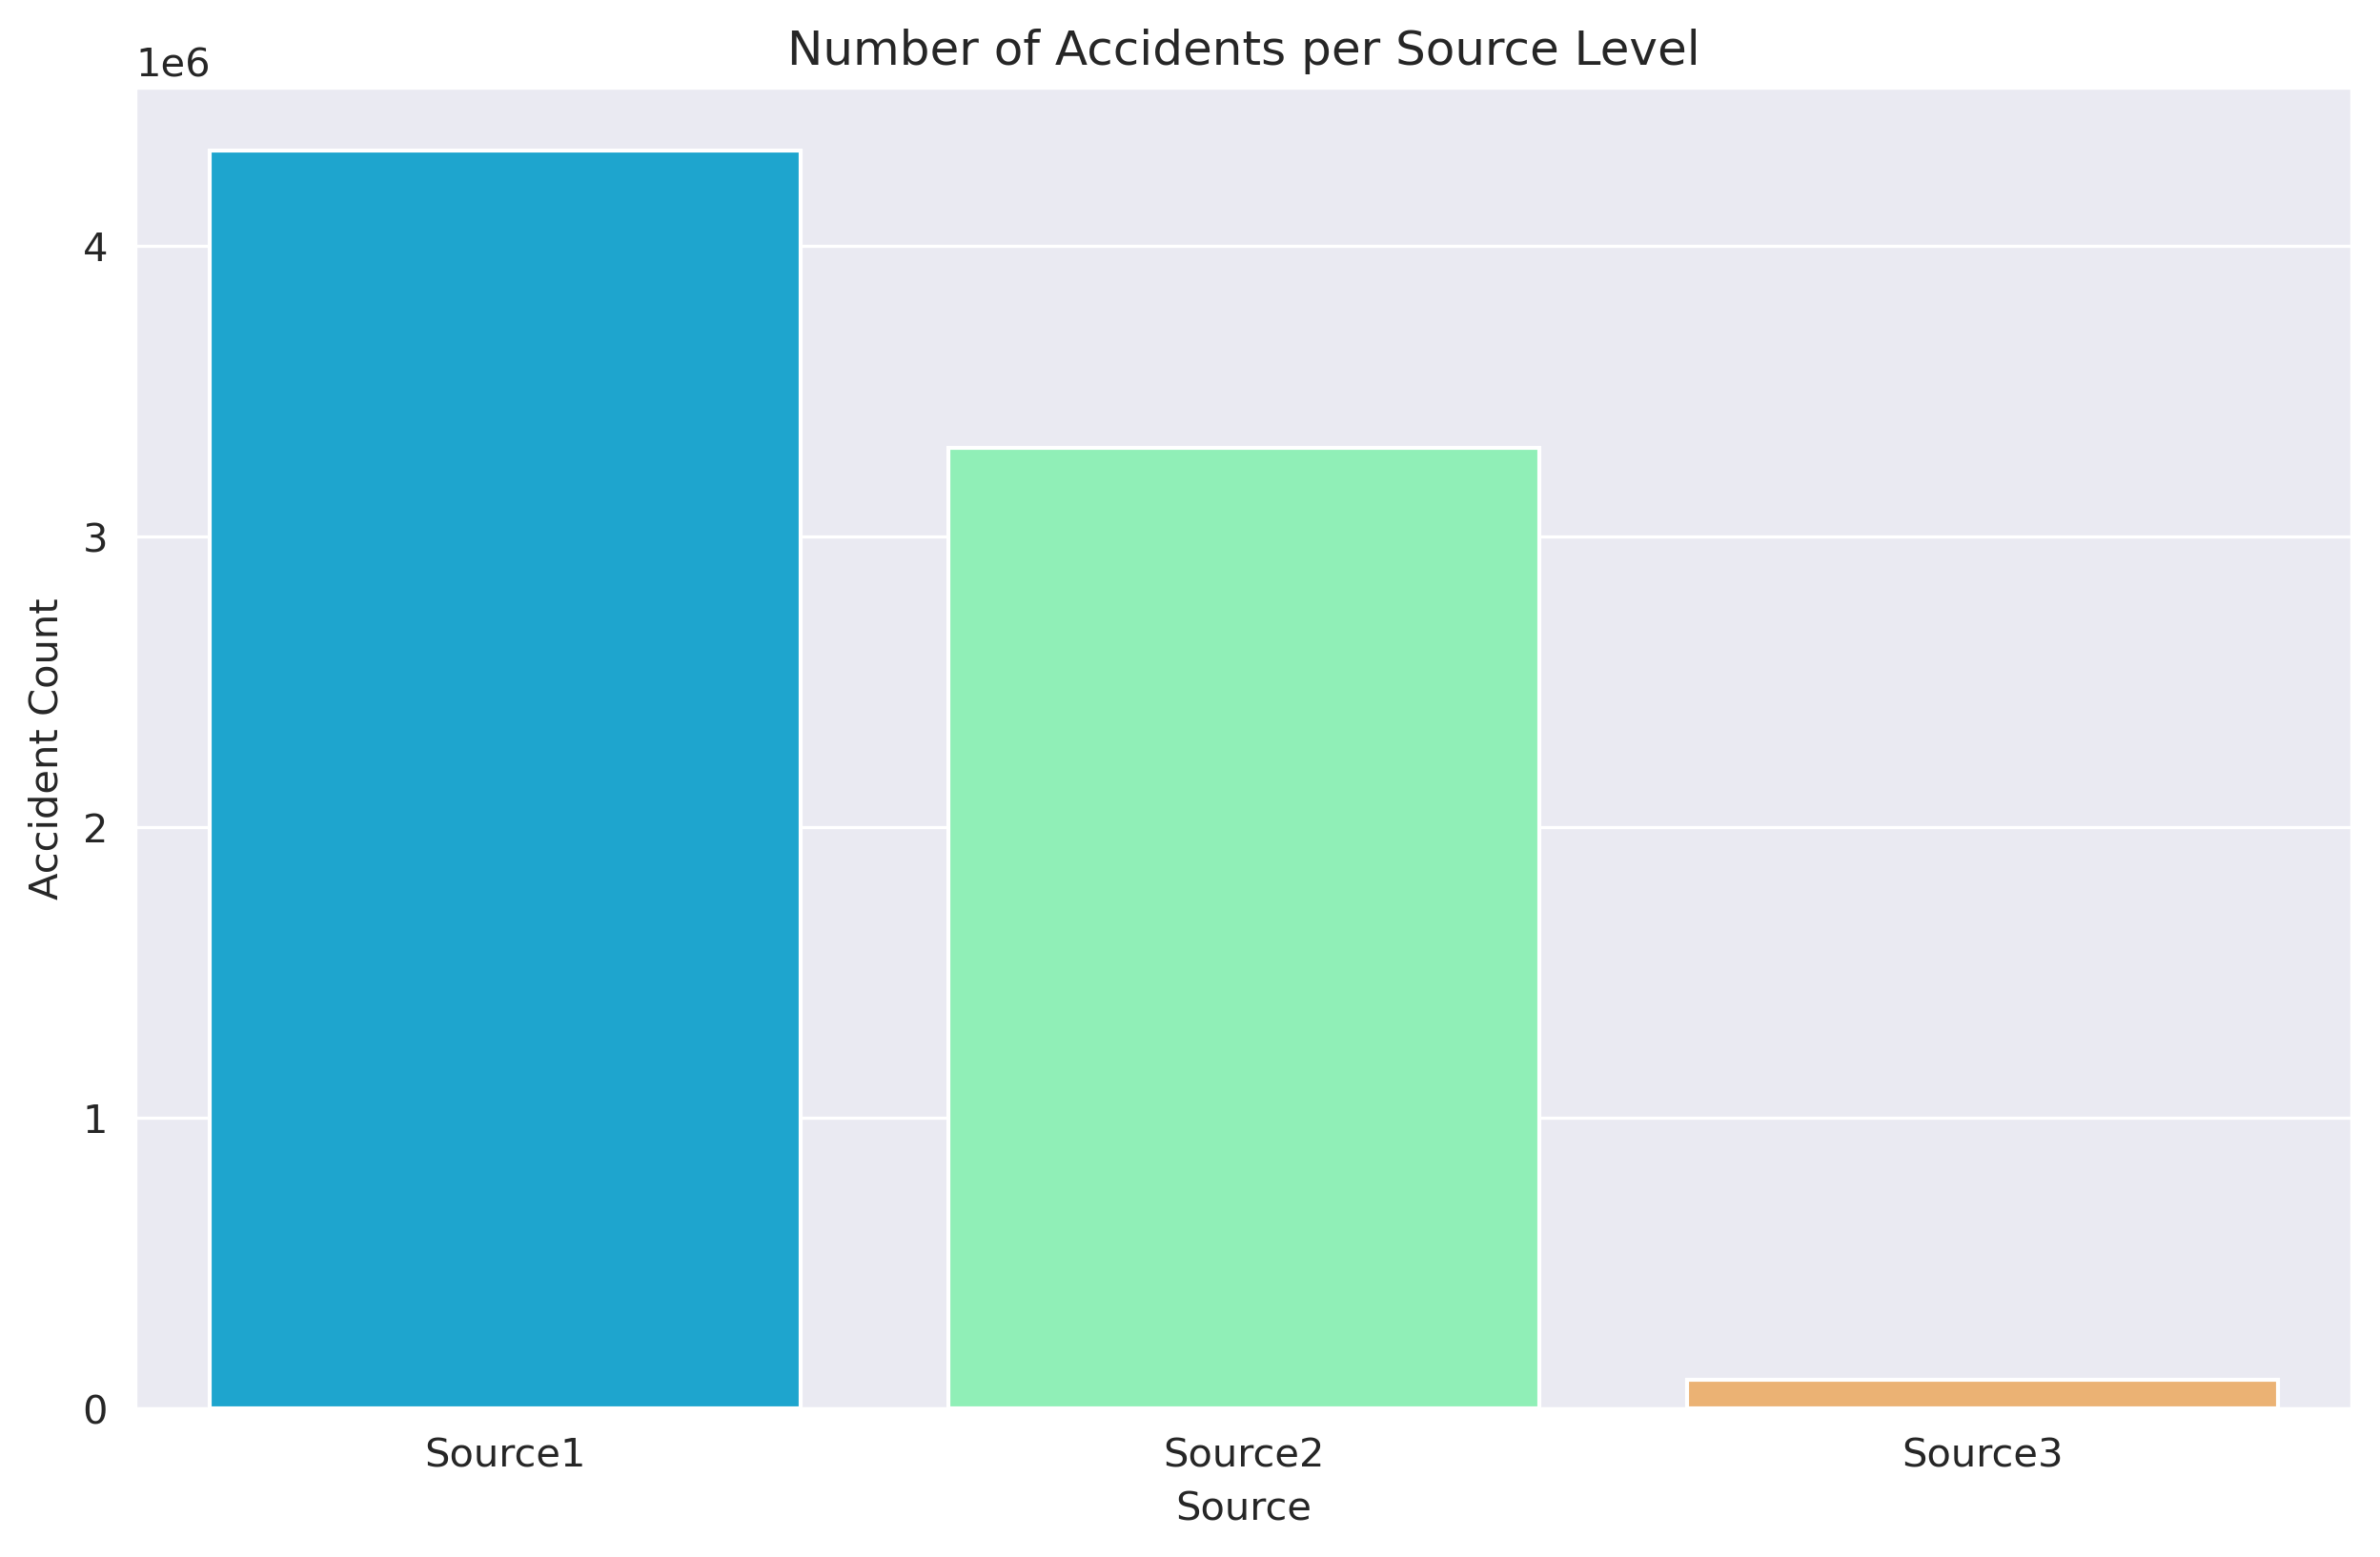 Number of Accidents per Source Level
1e6
4
3
2
1
0
Accident Count
Source1
Source2
Source3
Source